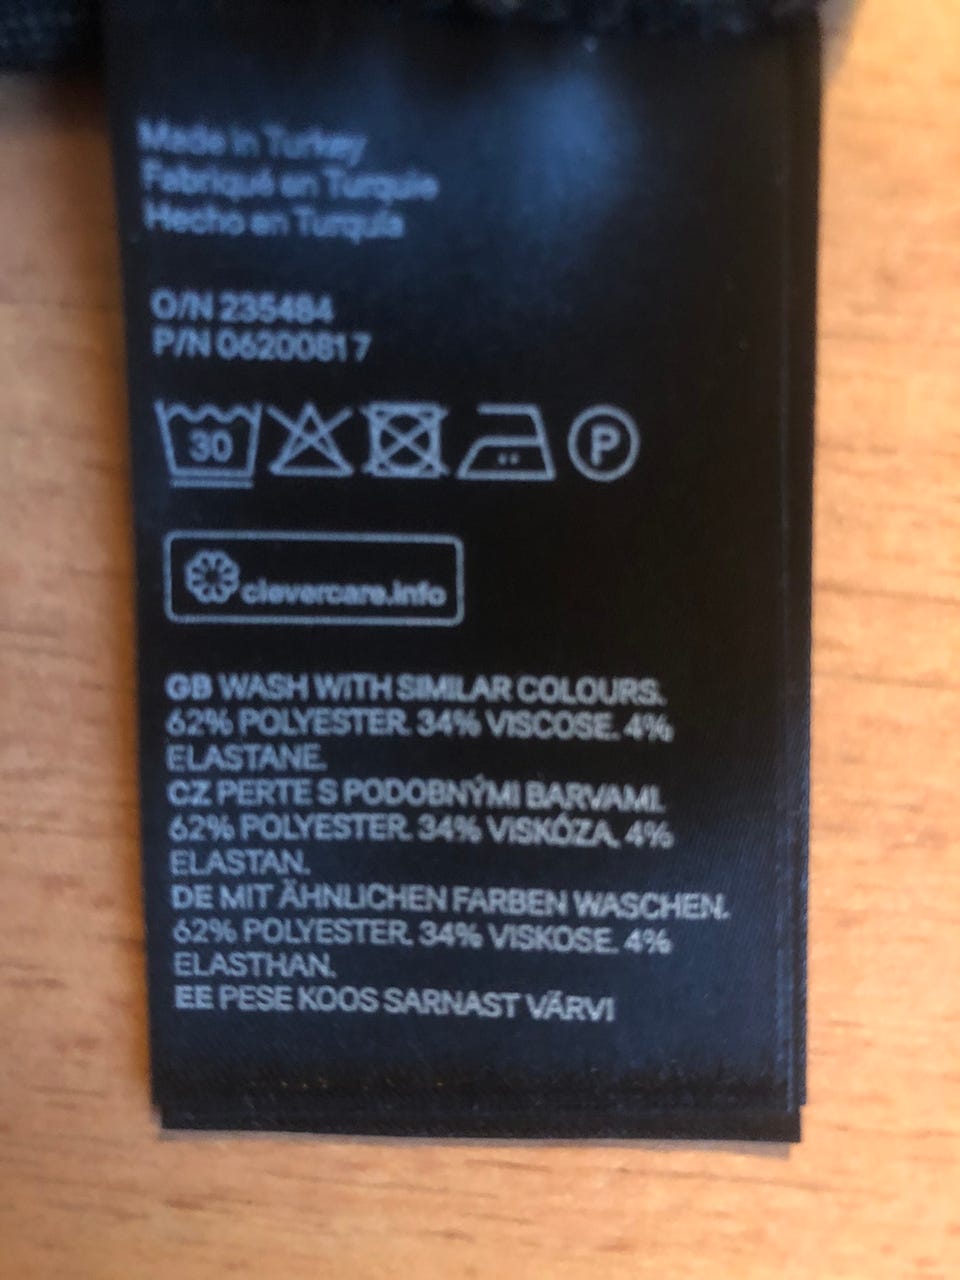 Made in Turkey
Fabriqué en Turquie
Hecho en Turquía
O/N 235484
P/N 06200817
30 P
clevercare.info
GB WASH WITH SIMILAR COLOURS.
62% POLYESTER. 34% VISCOSE. 4%
ELASTANE.
CZ PERTE S PODOBNÝMI BARVAMI.
62% POLYESTER. 34% VISKÓZA. 4%
ELASTAN.
DE MIT ÄHNLICHEN FARBEN WASCHEN.
62% POLYESTER. 34% VISKOSE. 4%
ELASTHAN.
EE PESE KOOS SARNAST VÄRVI